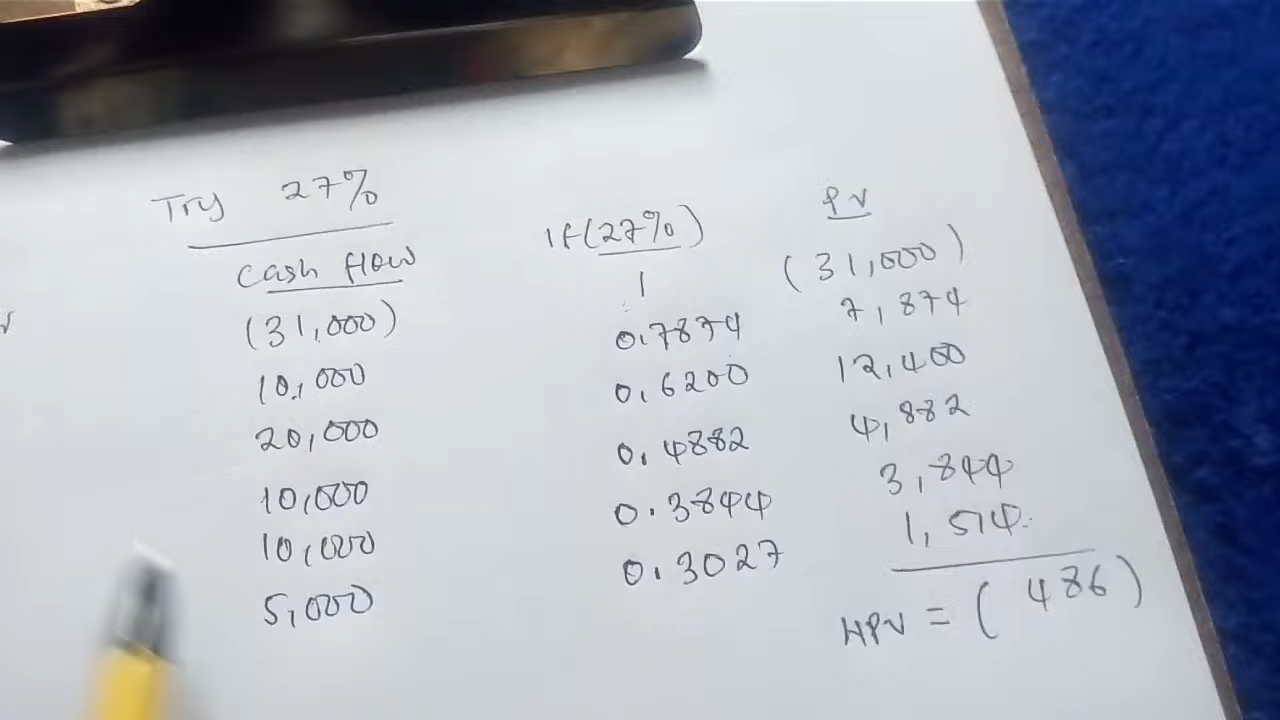 Try 27%
Cash flow If(27%) PV
(31,000) 1 (31,000)
10,000 0.7874 7,874
20,000 0.6200 12,400
10,000 0.4882 4,882
10,000 0.3844 3,844
5,000 0.3027 1,514
NPV = (486)